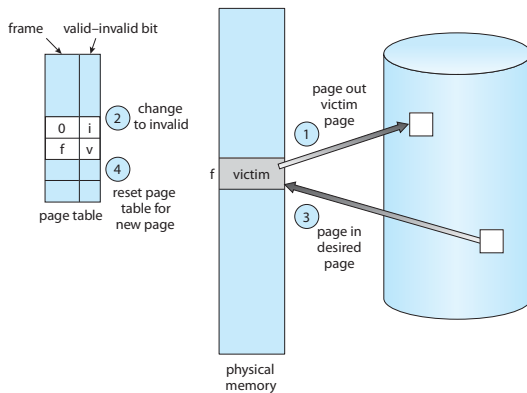 frame
valid–invalid bit
0 i
f v
2
change
to invalid
4
reset page
table for
new page
page table
f
victim
physical
memory
page out
victim
page
1
3
page in
desired
page